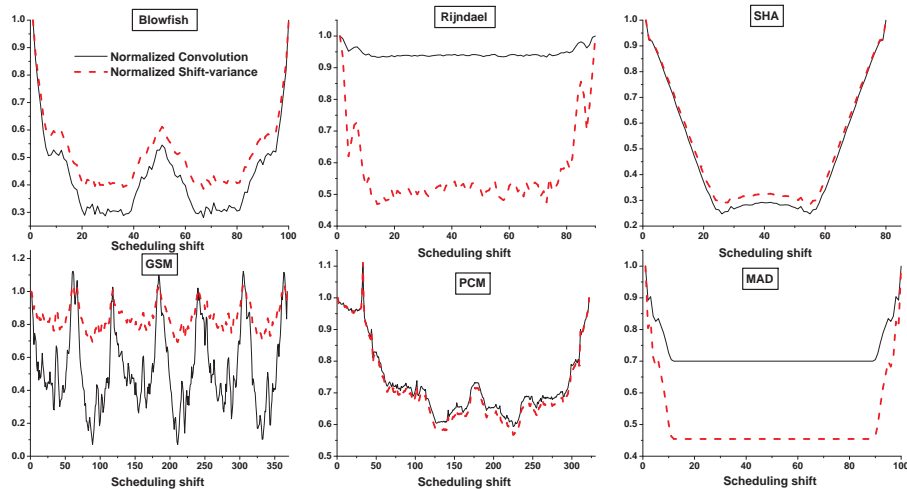 Blowfish
Normalized Convolution
Normalized Shift-variance
1.0
0.9
0.8
0.7
0.6
0.5
0.4
0.3
0 20 40 60 80 100
Scheduling shift
Rijndael
1.0
0.9
0.8
0.7
0.6
0.5
0.4
0 20 40 60 80
Scheduling shift
SHA
1.0
0.9
0.8
0.7
0.6
0.5
0.4
0.3
0.2
0 20 40 60 80
Scheduling shift
GSM
1.2
1.0
0.8
0.6
0.4
0.2
0.0
0 50 100 150 200 250 300 350
Scheduling shift
PCM
1.1
1.0
0.9
0.8
0.7
0.6
0.5
0 50 100 150 200 250 300
Scheduling shift
MAD
1.0
0.9
0.8
0.7
0.6
0.5
0.4
0 20 40 60 80 100
Scheduling shift